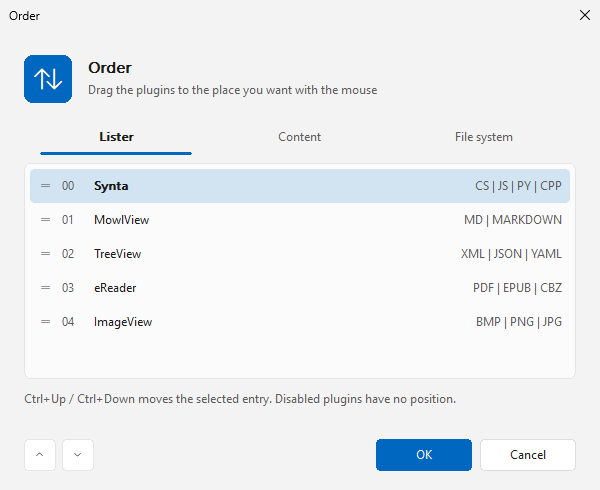 Order
Order
Drag the plugins to the place you want with the mouse
Lister Content File system
00 Synta CS | JS | PY | CPP
01 MowlView MD | MARKDOWN
02 TreeView XML | JSON | YAML
03 eReader PDF | EPUB | CBZ
04 ImageView BMP | PNG | JPG
Ctrl+Up / Ctrl+Down moves the selected entry. Disabled plugins have no position.
OK Cancel